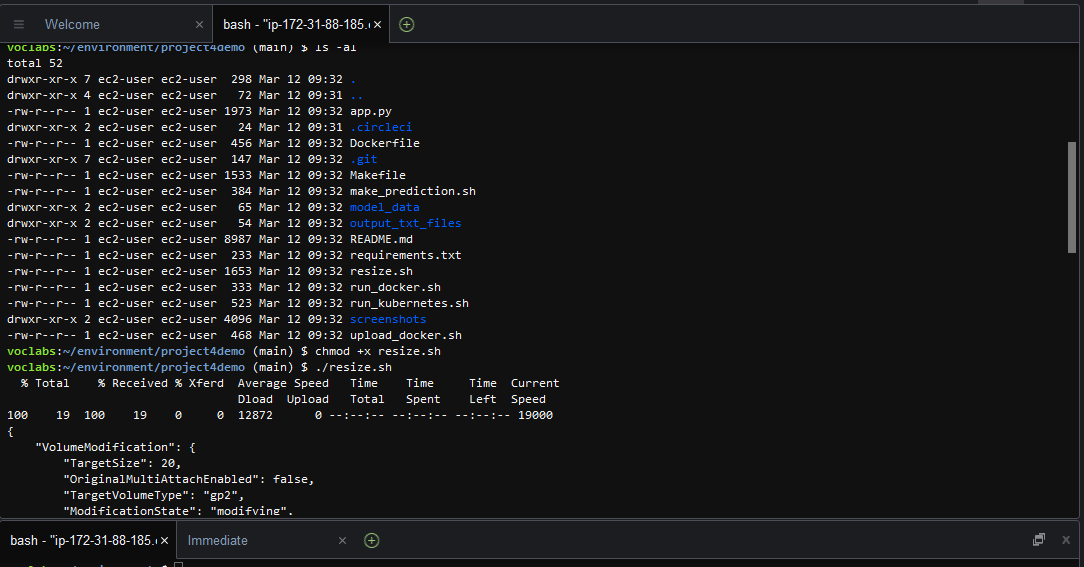 Welcome
bash - "ip-172-31-88-185.
voclabs:~/environment/project4demo (main) $ ls -al
total 52
drwxr-xr-x 7 ec2-user ec2-user  298 Mar 12 09:32 .
drwxr-xr-x 4 ec2-user ec2-user   72 Mar 12 09:31 ..
-rw-r--r-- 1 ec2-user ec2-user 1973 Mar 12 09:32 app.py
drwxr-xr-x 2 ec2-user ec2-user   24 Mar 12 09:31 .circleci
-rw-r--r-- 1 ec2-user ec2-user  456 Mar 12 09:32 Dockerfile
drwxr-xr-x 7 ec2-user ec2-user  147 Mar 12 09:32 .git
-rw-r--r-- 1 ec2-user ec2-user 1533 Mar 12 09:32 Makefile
-rw-r--r-- 1 ec2-user ec2-user  384 Mar 12 09:32 make_prediction.sh
drwxr-xr-x 2 ec2-user ec2-user   65 Mar 12 09:32 model_data
drwxr-xr-x 2 ec2-user ec2-user   54 Mar 12 09:32 output_txt_files
-rw-r--r-- 1 ec2-user ec2-user 8987 Mar 12 09:32 README.md
-rw-r--r-- 1 ec2-user ec2-user  233 Mar 12 09:32 requirements.txt
-rw-r--r-- 1 ec2-user ec2-user 1653 Mar 12 09:32 resize.sh
-rw-r--r-- 1 ec2-user ec2-user  333 Mar 12 09:32 run_docker.sh
-rw-r--r-- 1 ec2-user ec2-user  523 Mar 12 09:32 run_kubernetes.sh
drwxr-xr-x 2 ec2-user ec2-user 4096 Mar 12 09:32 screenshots
-rw-r--r-- 1 ec2-user ec2-user  468 Mar 12 09:32 upload_docker.sh
voclabs:~/environment/project4demo (main) $ chmod +x resize.sh
voclabs:~/environment/project4demo (main) $ ./resize.sh
% Total    % Received % Xferd  Average Speed   Time    Time     Time  Current
Dload  Upload   Total   Spent    Left  Speed
100    19  100    19    0     0  12872      0 --:--:-- --:--:-- --:--:-- 19000
{
"VolumeModification": {
"TargetSize": 20,
"OriginalMultiAttachEnabled": false,
"TargetVolumeType": "gp2",
"ModificationState": "modifying",
bash - "ip-172-31-88-185.
Immediate